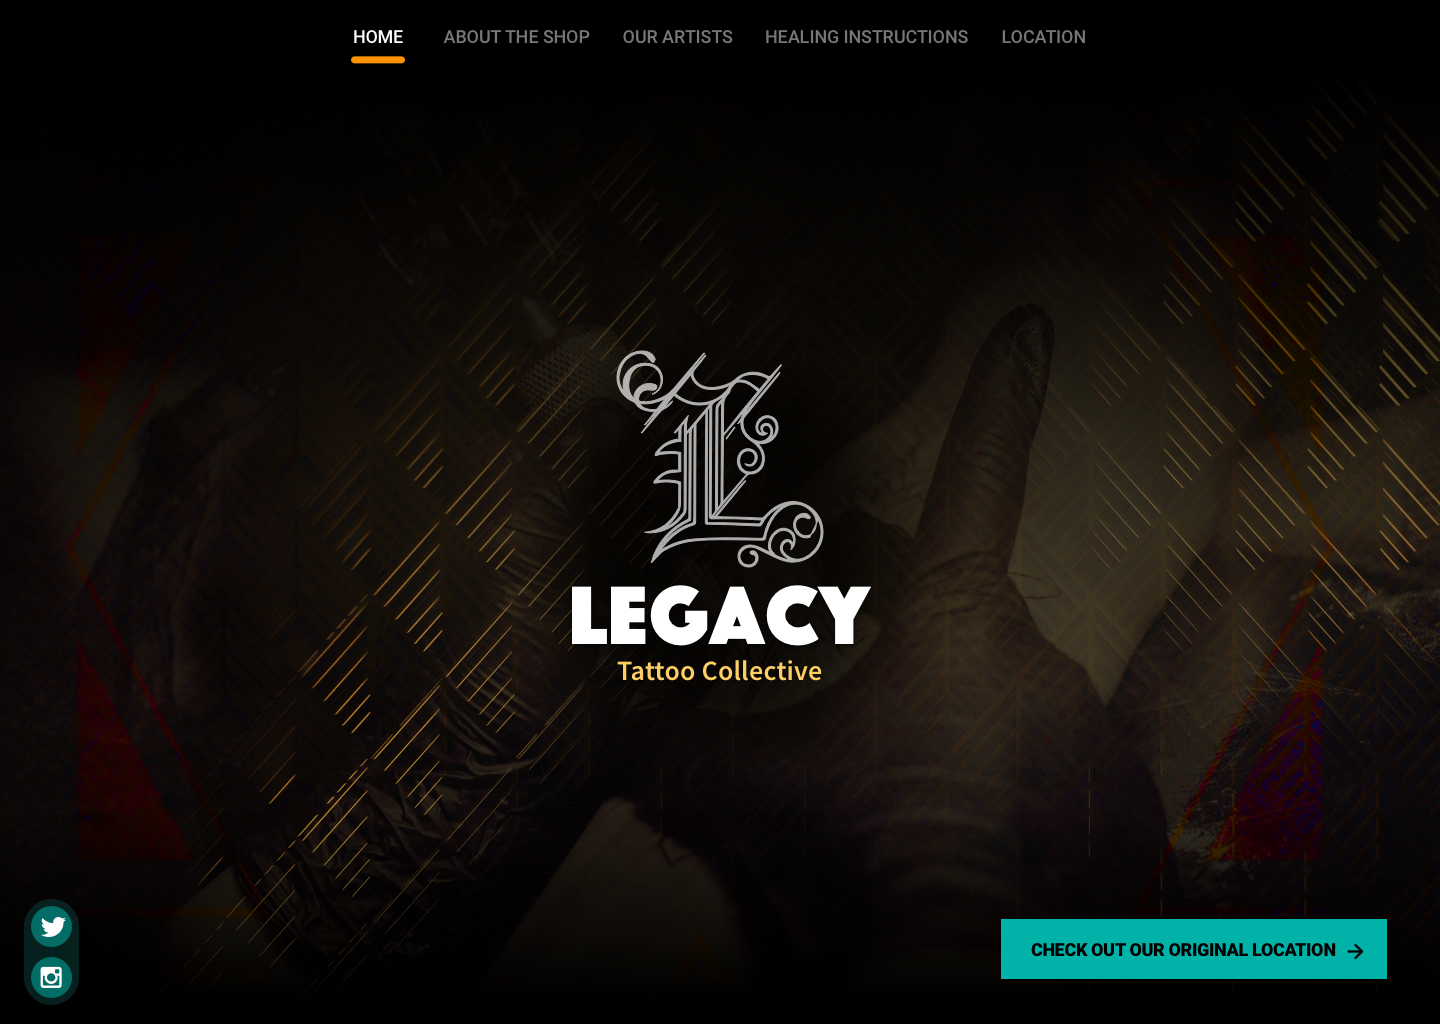 HOME ABOUT THE SHOP OUR ARTISTS HEALING INSTRUCTIONS LOCATION
L
LEGACY
Tattoo Collective
CHECK OUT OUR ORIGINAL LOCATION